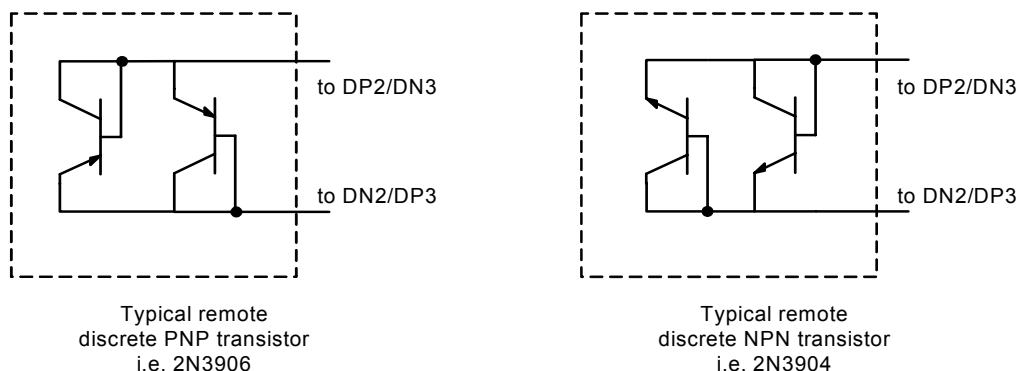 to DP2/DN3
to DN2/DP3
Typical remote
discrete PNP transistor
i.e. 2N3906
to DP2/DN3
to DN2/DP3
Typical remote
discrete NPN transistor
i.e. 2N3904